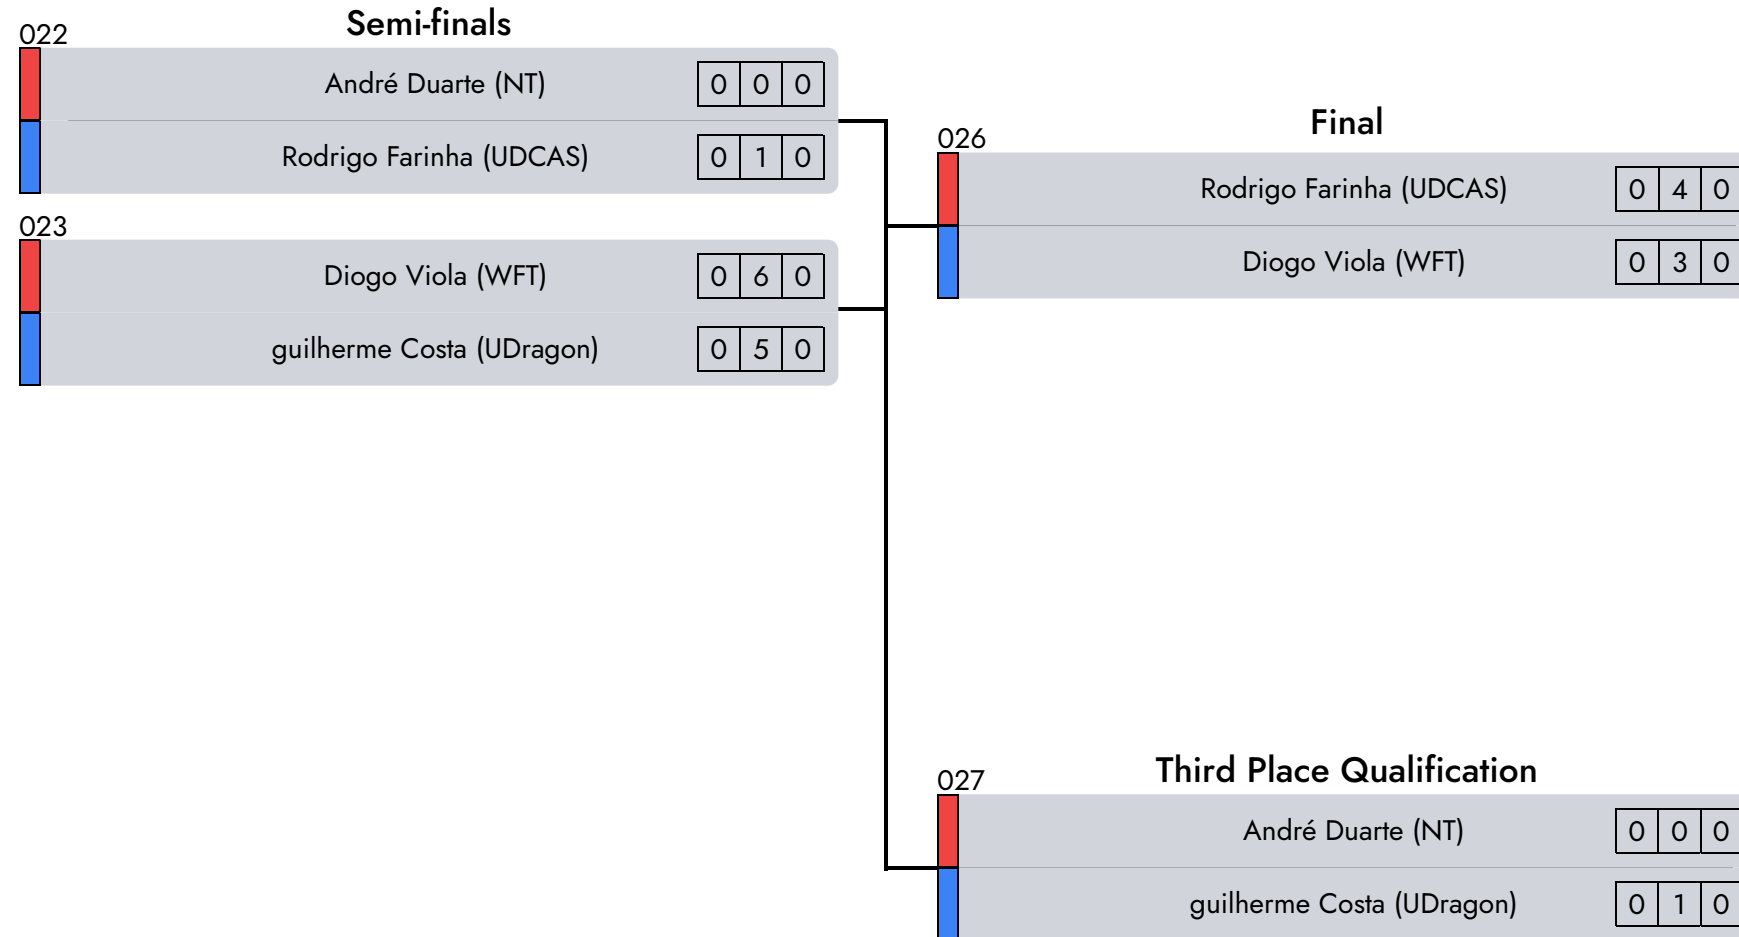 Semi-finals
022
André Duarte (NT) 0 0 0
Rodrigo Farinha (UDCAS) 0 1 0
023
Diogo Viola (WFT) 0 6 0
guilherme Costa (UDragon) 0 5 0
Final
026
Rodrigo Farinha (UDCAS) 0 4 0
Diogo Viola (WFT) 0 3 0
Third Place Qualification
027
André Duarte (NT) 0 0 0
guilherme Costa (UDragon) 0 1 0